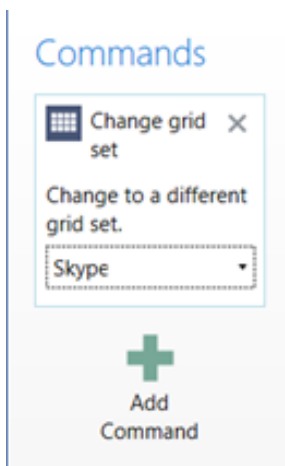 Commands
Change grid
set
Change to a different
grid set.
Skype
Add
Command